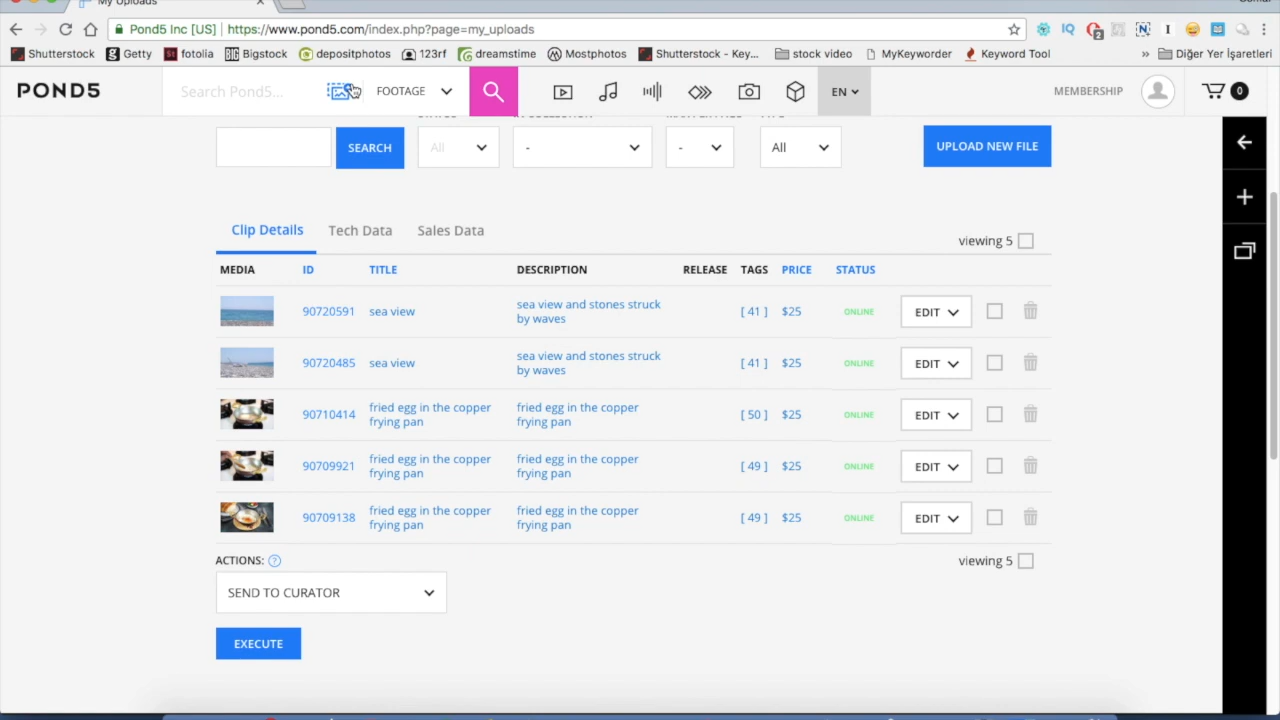 My Uploads
Pond5 Inc [US] | https://www.pond5.com/index.php?page=my_uploads
Shutterstock Getty fotolia Bigstock depositphotos 123rf dreamstime Mostphotos Shutterstock - Key... stock video MyKeyworder Keyword Tool » Diğer Yer İşaretleri
POND5 Search Pond5... FOOTAGE EN MEMBERSHIP 0
SEARCH All - - All UPLOAD NEW FILE
Clip Details Tech Data Sales Data
viewing 5
MEDIA ID TITLE DESCRIPTION RELEASE TAGS PRICE STATUS
90720591 sea view sea view and stones struck by waves [ 41 ] $25 ONLINE EDIT
90720485 sea view sea view and stones struck by waves [ 41 ] $25 ONLINE EDIT
90710414 fried egg in the copper frying pan fried egg in the copper frying pan [ 50 ] $25 ONLINE EDIT
90709921 fried egg in the copper frying pan fried egg in the copper frying pan [ 49 ] $25 ONLINE EDIT
90709138 fried egg in the copper frying pan fried egg in the copper frying pan [ 49 ] $25 ONLINE EDIT
ACTIONS: ? viewing 5
SEND TO CURATOR
EXECUTE